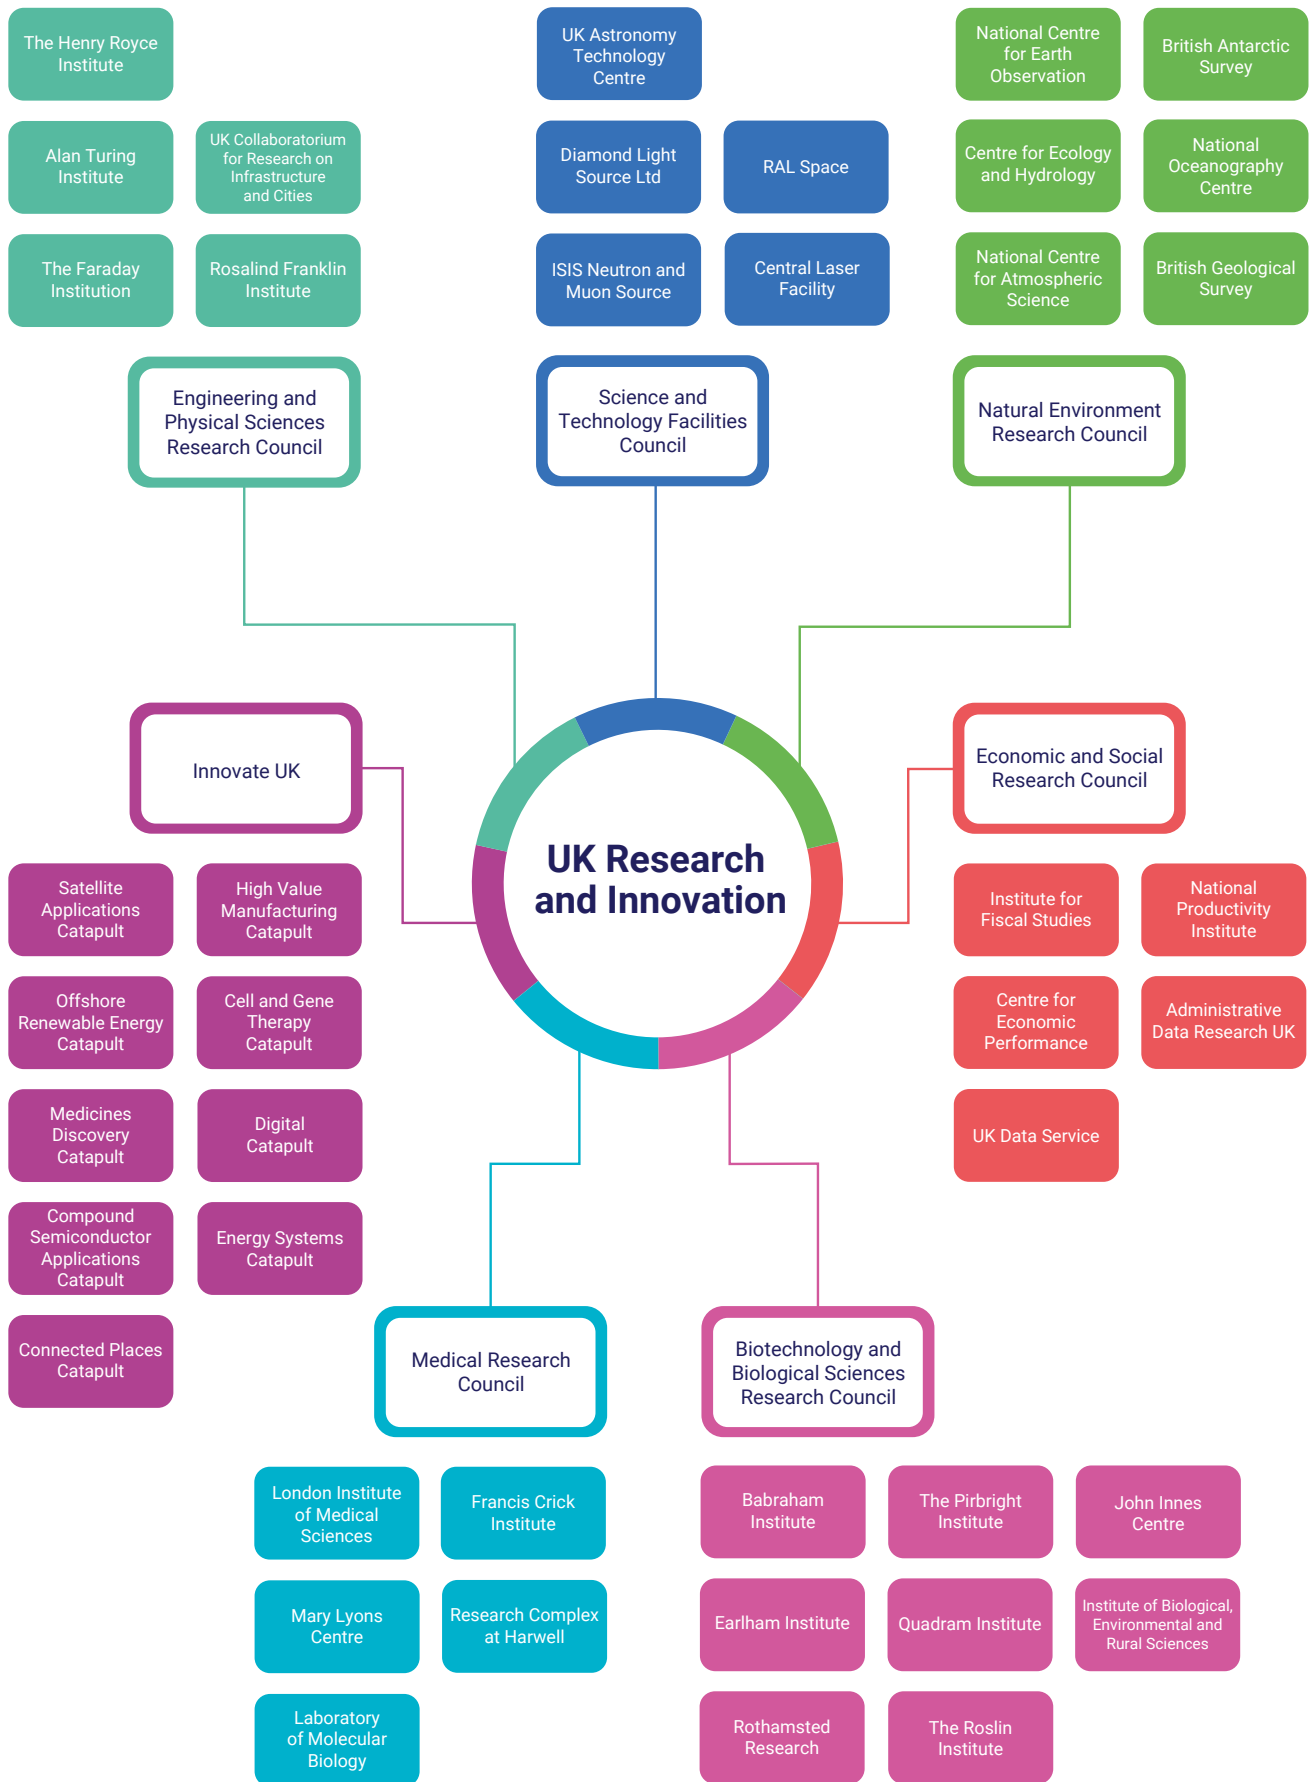 The Henry Royce
Institute
Alan Turing
Institute
UK Collaboratorium
for Research on
Infrastructure
and Cities
The Faraday
Institution
Rosalind Franklin
Institute
Engineering and
Physical Sciences
Research Council
UK Astronomy
Technology
Centre
Diamond Light
Source Ltd
RAL Space
ISIS Neutron and
Muon Source
Central Laser
Facility
Science and
Technology Facilities
Council
National Centre
for Earth
Observation
British Antarctic
Survey
Centre for Ecology
and Hydrology
National
Oceanography
Centre
National Centre
for Atmospheric
Science
British Geological
Survey
Natural Environment
Research Council
UK Research
and Innovation
Innovate UK
Satellite
Applications
Catapult
High Value
Manufacturing
Catapult
Offshore
Renewable Energy
Catapult
Cell and Gene
Therapy
Catapult
Medicines
Discovery
Catapult
Digital
Catapult
Compound
Semiconductor
Applications
Catapult
Energy Systems
Catapult
Connected Places
Catapult
Economic and Social
Research Council
Institute for
Fiscal Studies
National
Productivity
Institute
Centre for
Economic
Performance
Administrative
Data Research UK
UK Data Service
Medical Research
Council
London Institute
of Medical
Sciences
Francis Crick
Institute
Mary Lyons
Centre
Research Complex
at Harwell
Laboratory
of Molecular
Biology
Biotechnology and
Biological Sciences
Research Council
Babraham
Institute
The Pirbright
Institute
John Innes
Centre
Earlham Institute
Quadram Institute
Institute of Biological,
Environmental and
Rural Sciences
Rothamsted
Research
The Roslin
Institute